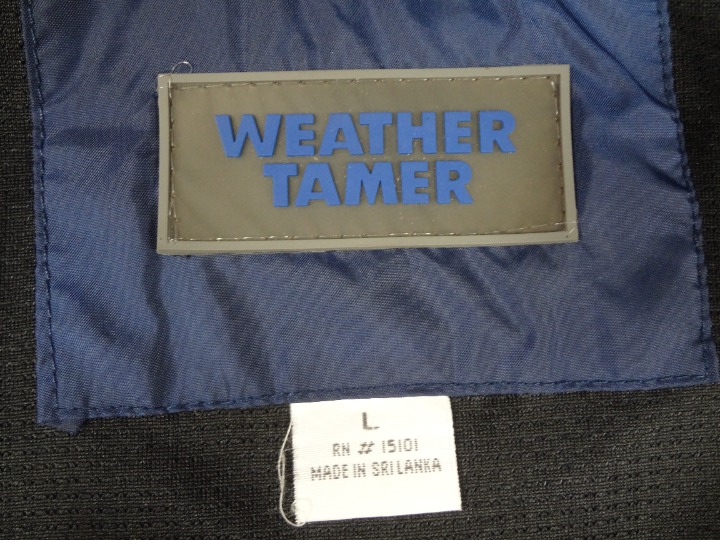 WEATHER
TAMER
L
RN # 15101
MADE IN SRI LANKA